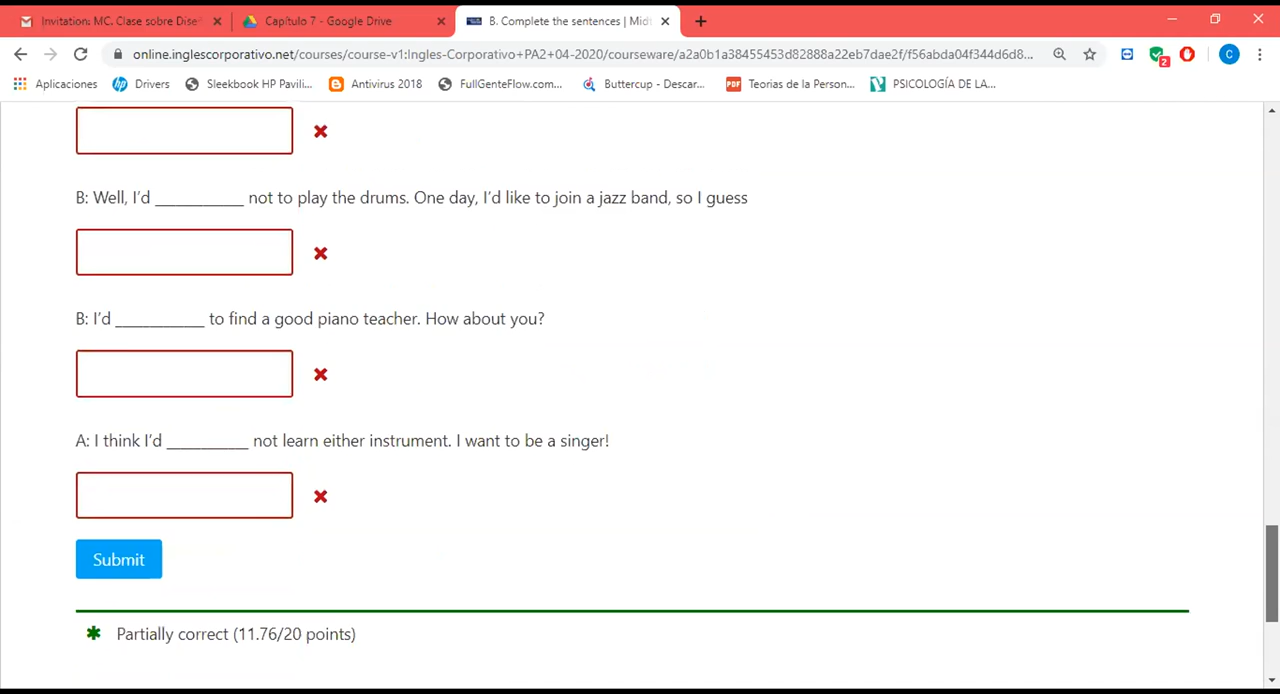 Invitation: MC. Clase sobre Dise
Capítulo 7 - Google Drive
B. Complete the sentences | Midt
online.inglescorporativo.net/courses/course-v1:Ingles-Corporativo+PA2+04-2020/courseware/a2a0b1a38455453d82888a22eb7dae2f/f56abda04f344d6d8...
2
C
Aplicaciones
Drivers
Sleekbook HP Pavili...
Antivirus 2018
FullGenteFlow.com...
Buttercup - Descar...
PDF
Teorias de la Person...
PSICOLOGÍA DE LA...
B: Well, I’d __________ not to play the drums. One day, I’d like to join a jazz band, so I guess
B: I’d __________ to find a good piano teacher. How about you?
A: I think I’d _________ not learn either instrument. I want to be a singer!
Submit
Partially correct (11.76/20 points)